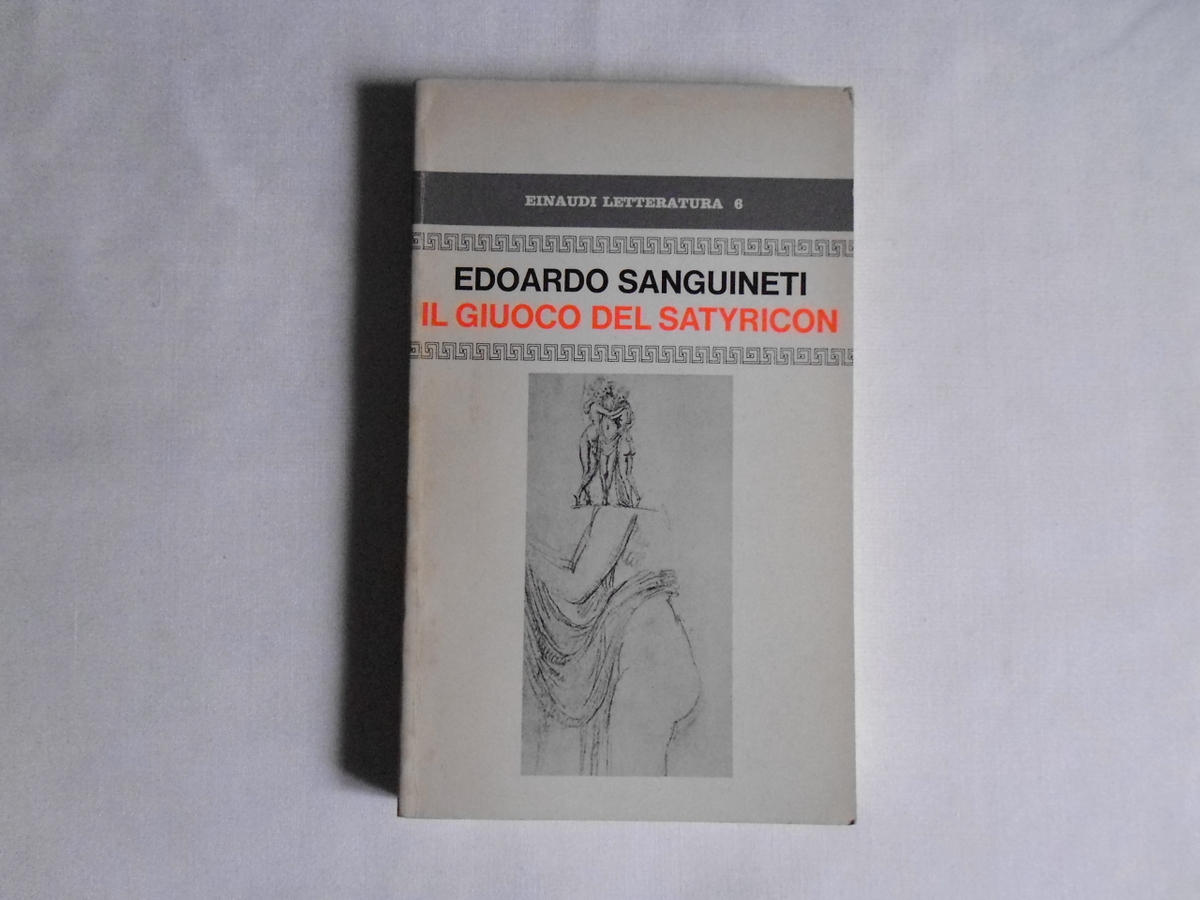 EINAUDI LETTERATURA 6
EDOARDO SANGUINETI
IL GIUOCO DEL SATYRICON